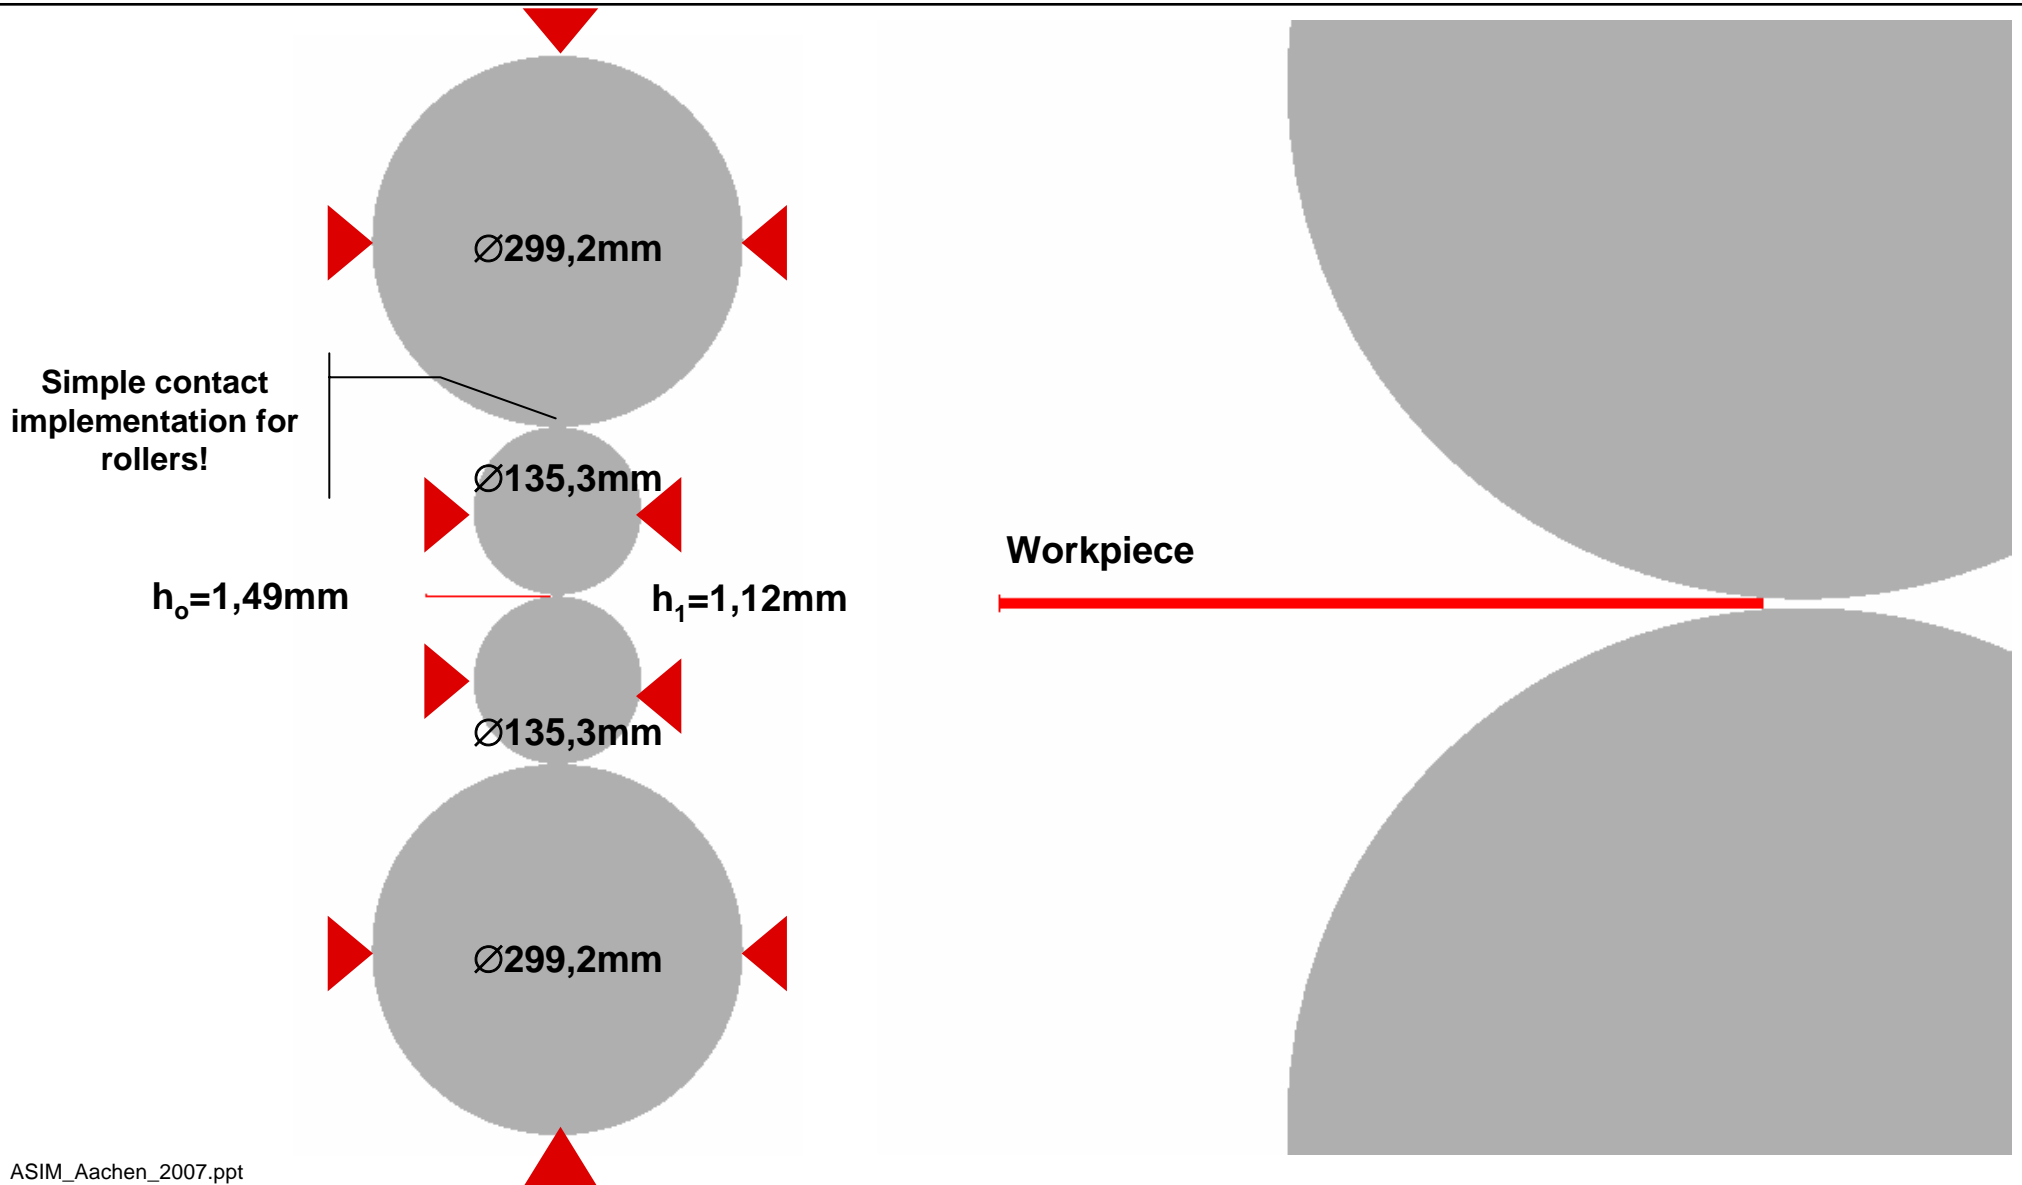 ∅299,2mm
Simple contact
implementation for
rollers!
∅135,3mm
Workpiece
h₀=1,49mm
h₁=1,12mm
∅135,3mm
∅299,2mm
ASIM_Aachen_2007.ppt